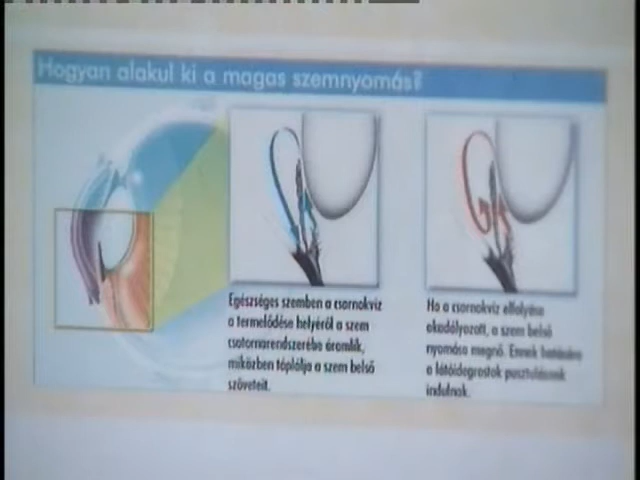 Hogyan alakul ki a magas szemnyomás?
Egészséges szemben a csarnokvíz
a termelődése helyéről a szem
csatornarendszerébe áramlik,
miközben táplálja a szem belső
szöveteit.
Ha a csarnokvíz elfolyása
akadályozott, a szem belső
nyomása megnő. Ennek hatására
a látóidegrostok pusztulásnak
indulnak.